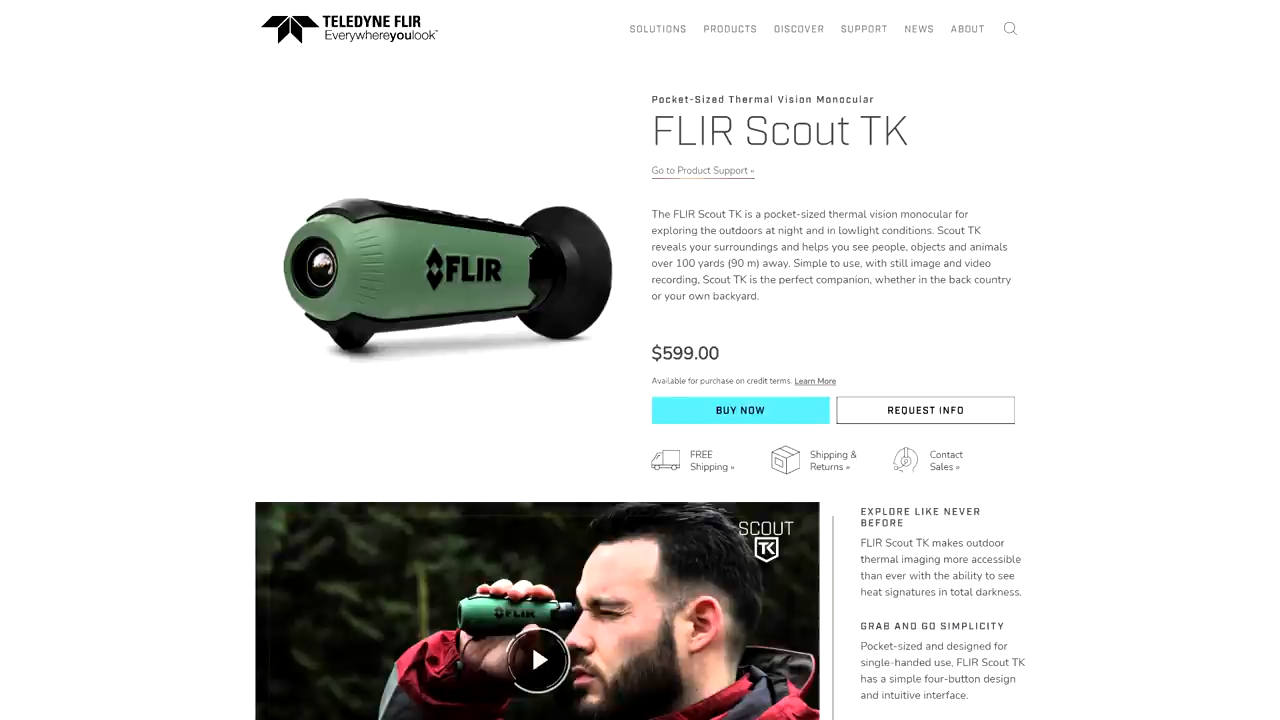 TELEDYNE FLIR
Everywhereyoulook™
SOLUTIONS PRODUCTS DISCOVER SUPPORT NEWS ABOUT
Pocket-Sized Thermal Vision Monocular
FLIR Scout TK
Go to Product Support »
The FLIR Scout TK is a pocket-sized thermal vision monocular for
exploring the outdoors at night and in lowlight conditions. Scout TK
reveals your surroundings and helps you see people, objects and animals
over 100 yards (90 m) away. Simple to use, with still image and video
recording, Scout TK is the perfect companion, whether in the back country
or your own backyard.
FLIR
$599.00
Available for purchase on credit terms. Learn More
BUY NOW
REQUEST INFO
FREE
Shipping »
Shipping &
Returns »
Contact
Sales »
SCOUT
TK
FLIR
EXPLORE LIKE NEVER
BEFORE
FLIR Scout TK makes outdoor
thermal imaging more accessible
than ever with the ability to see
heat signatures in total darkness.
GRAB AND GO SIMPLICITY
Pocket-sized and designed for
single-handed use, FLIR Scout TK
has a simple four-button design
and intuitive interface.